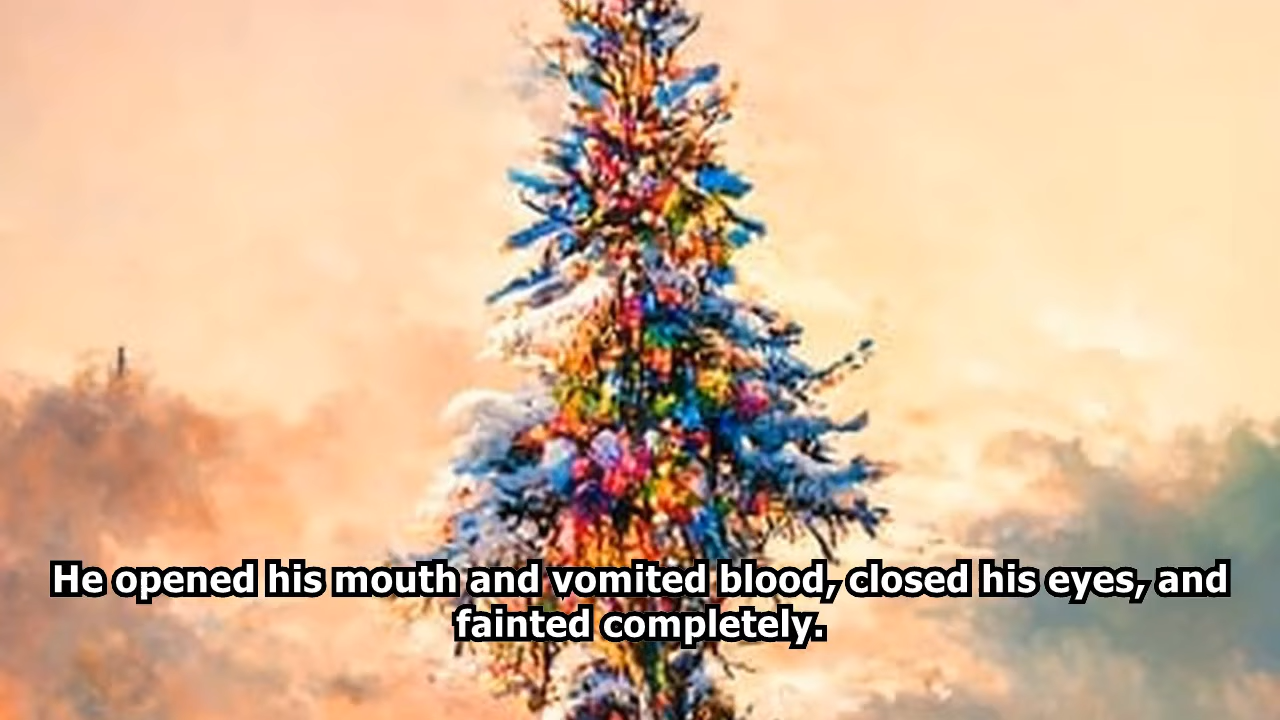 He opened his mouth and vomited blood, closed his eyes, and
fainted completely.